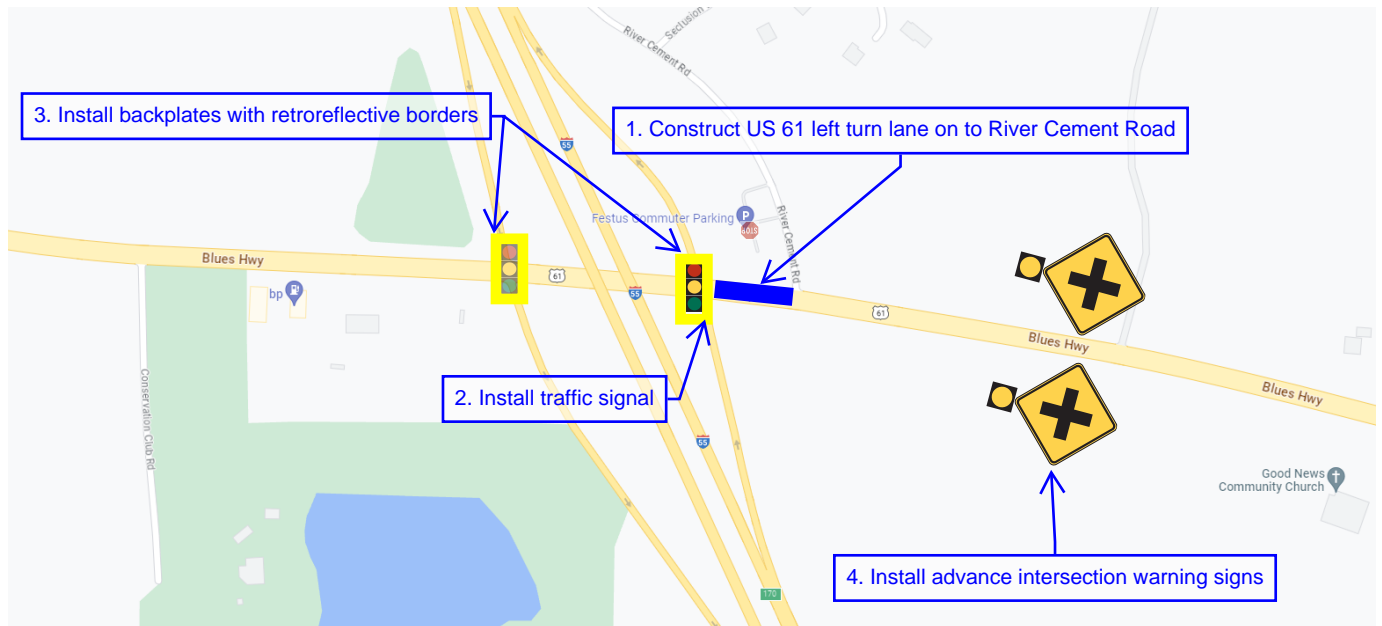 Seclusion
River Cement Rd
3. Install backplates with retroreflective borders
1. Construct US 61 left turn lane on to River Cement Road
55
Festus Commuter Parking
P
STOP
River Cement Rd
Blues Hwy
61
55
bp
61
Blues Hwy
Blues Hwy
Conservation Club Rd
2. Install traffic signal
55
Good News
Community Church
4. Install advance intersection warning signs
170